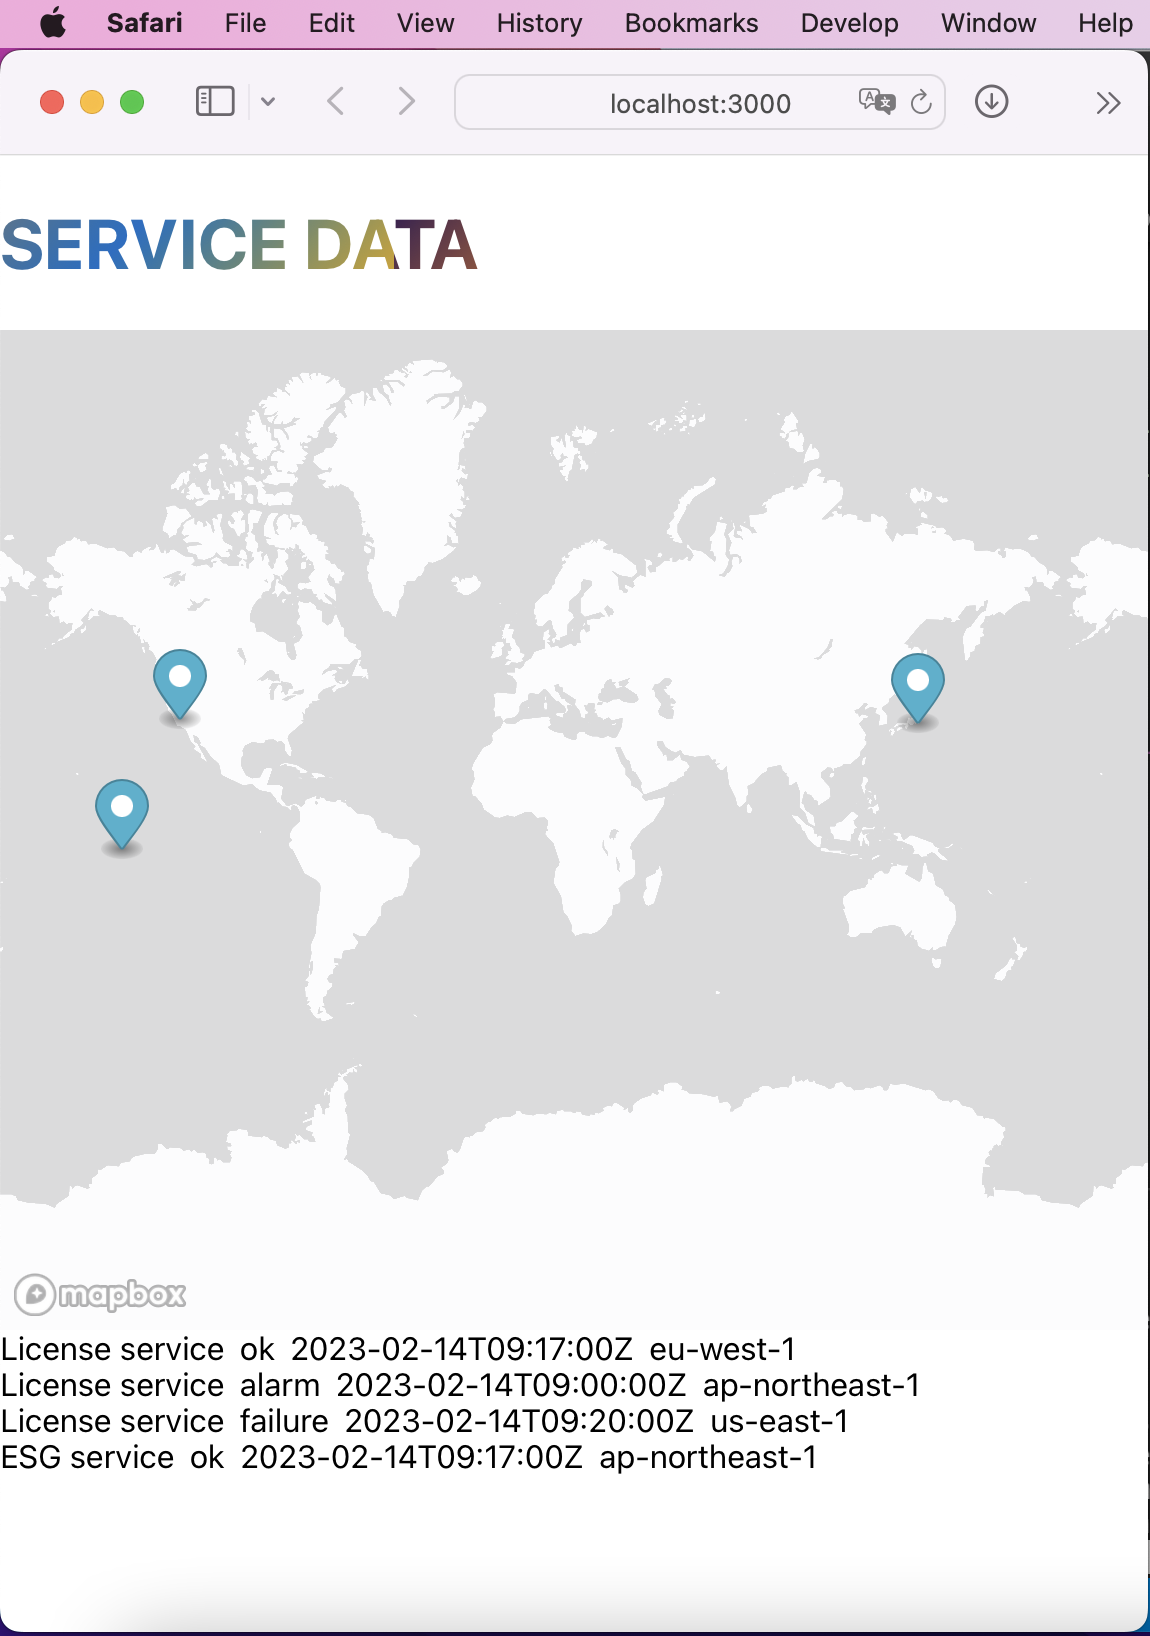 Safari File Edit View History Bookmarks Develop Window Help
localhost:3000
SERVICE DATA
mapbox
License service ok 2023-02-14T09:17:00Z eu-west-1
License service alarm 2023-02-14T09:00:00Z ap-northeast-1
License service failure 2023-02-14T09:20:00Z us-east-1
ESG service ok 2023-02-14T09:17:00Z ap-northeast-1